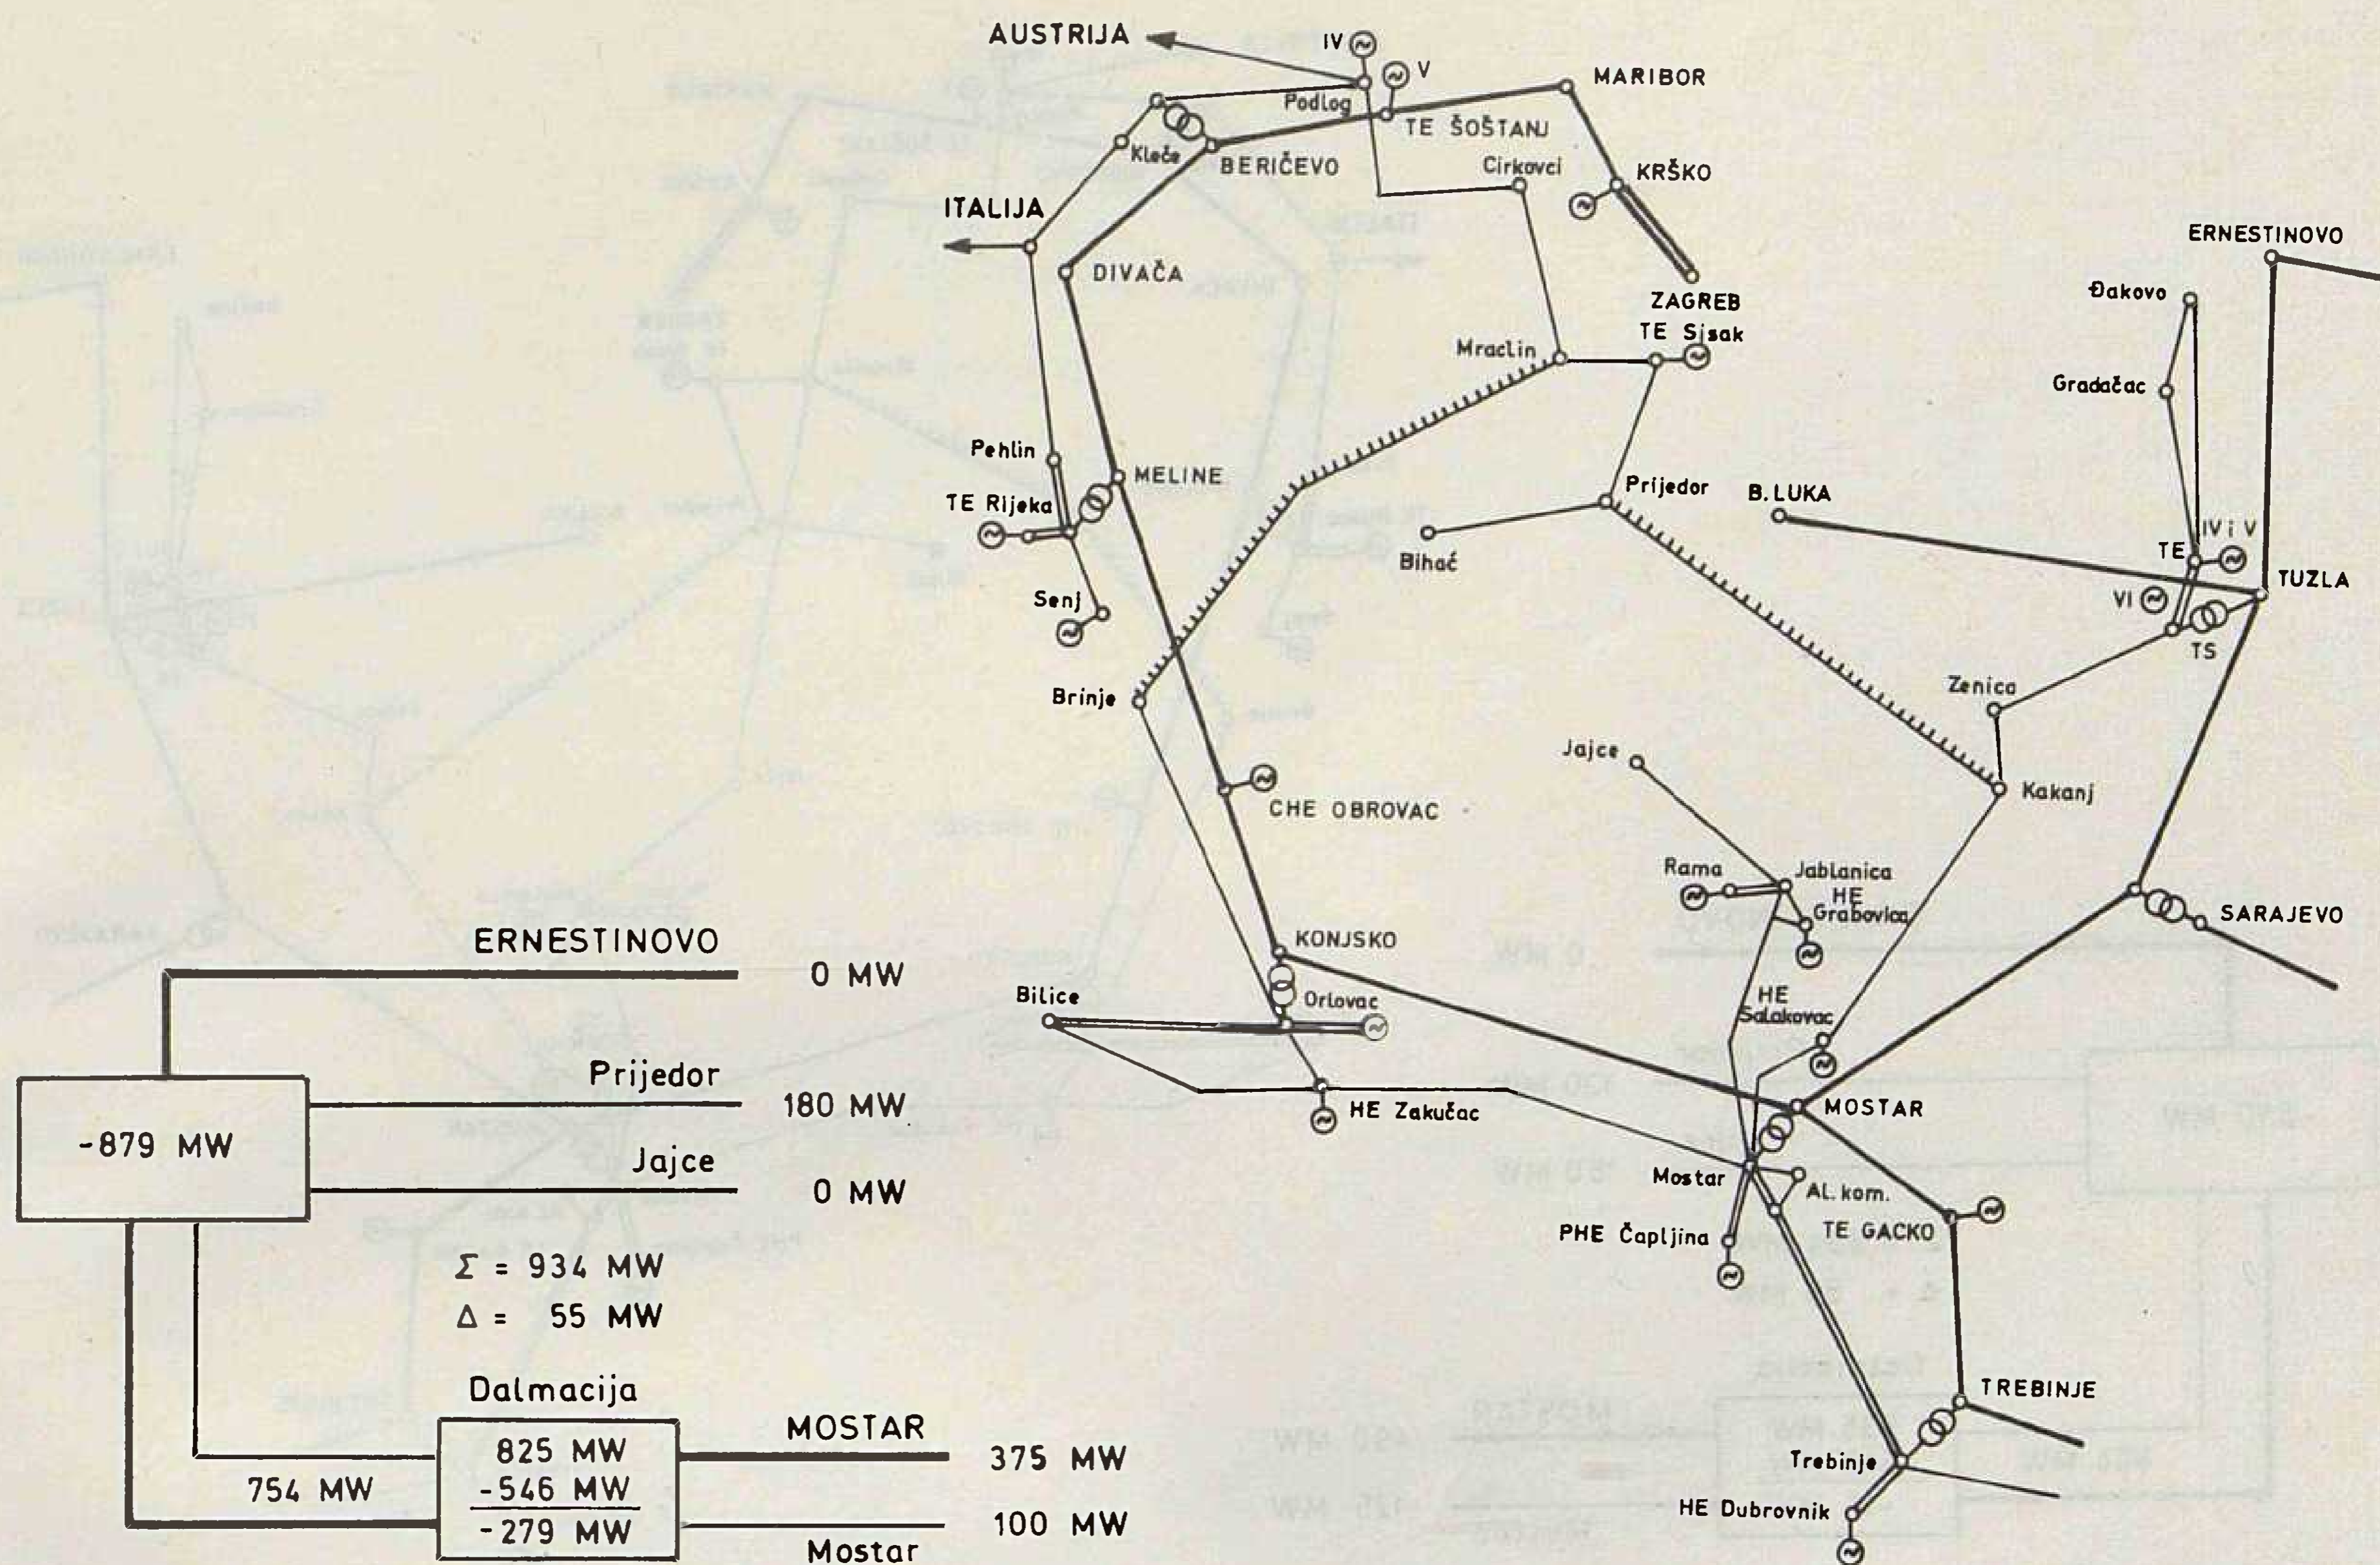 AUSTRIJA
IV
V
MARIBOR
Podlog
TE ŠOŠTANJ
Kleče
BERIČEVO
Cirkovci
KRŠKO
ITALIJA
DIVAČA
ZAGREB
TE Sisak
Mraclin
ERNESTINOVO
Đakovo
Gradačac
Pehlin
MELINE
TE Rijeka
Prijedor
B. LUKA
Bihać
IV i V
TE
TUZLA
VI
TS
Senj
Brinje
Zenica
Jajce
Kakanj
CHE OBROVAC
Rama
Jablanica
HE
Grabovica
SARAJEVO
KONJSKO
Bilice
Orlovac
HE
Salakovac
HE Zakučac
MOSTAR
Mostar
Al. kom.
PHE Čapljina
TE GACKO
TREBINJE
Trebinje
HE Dubrovnik
ERNESTINOVO
0 MW
Prijedor
180 MW
-879 MW
Jajce
0 MW
Σ = 934 MW
Δ = 55 MW
Dalmacija
825 MW
-546 MW
-279 MW
754 MW
MOSTAR
375 MW
100 MW
Mostar